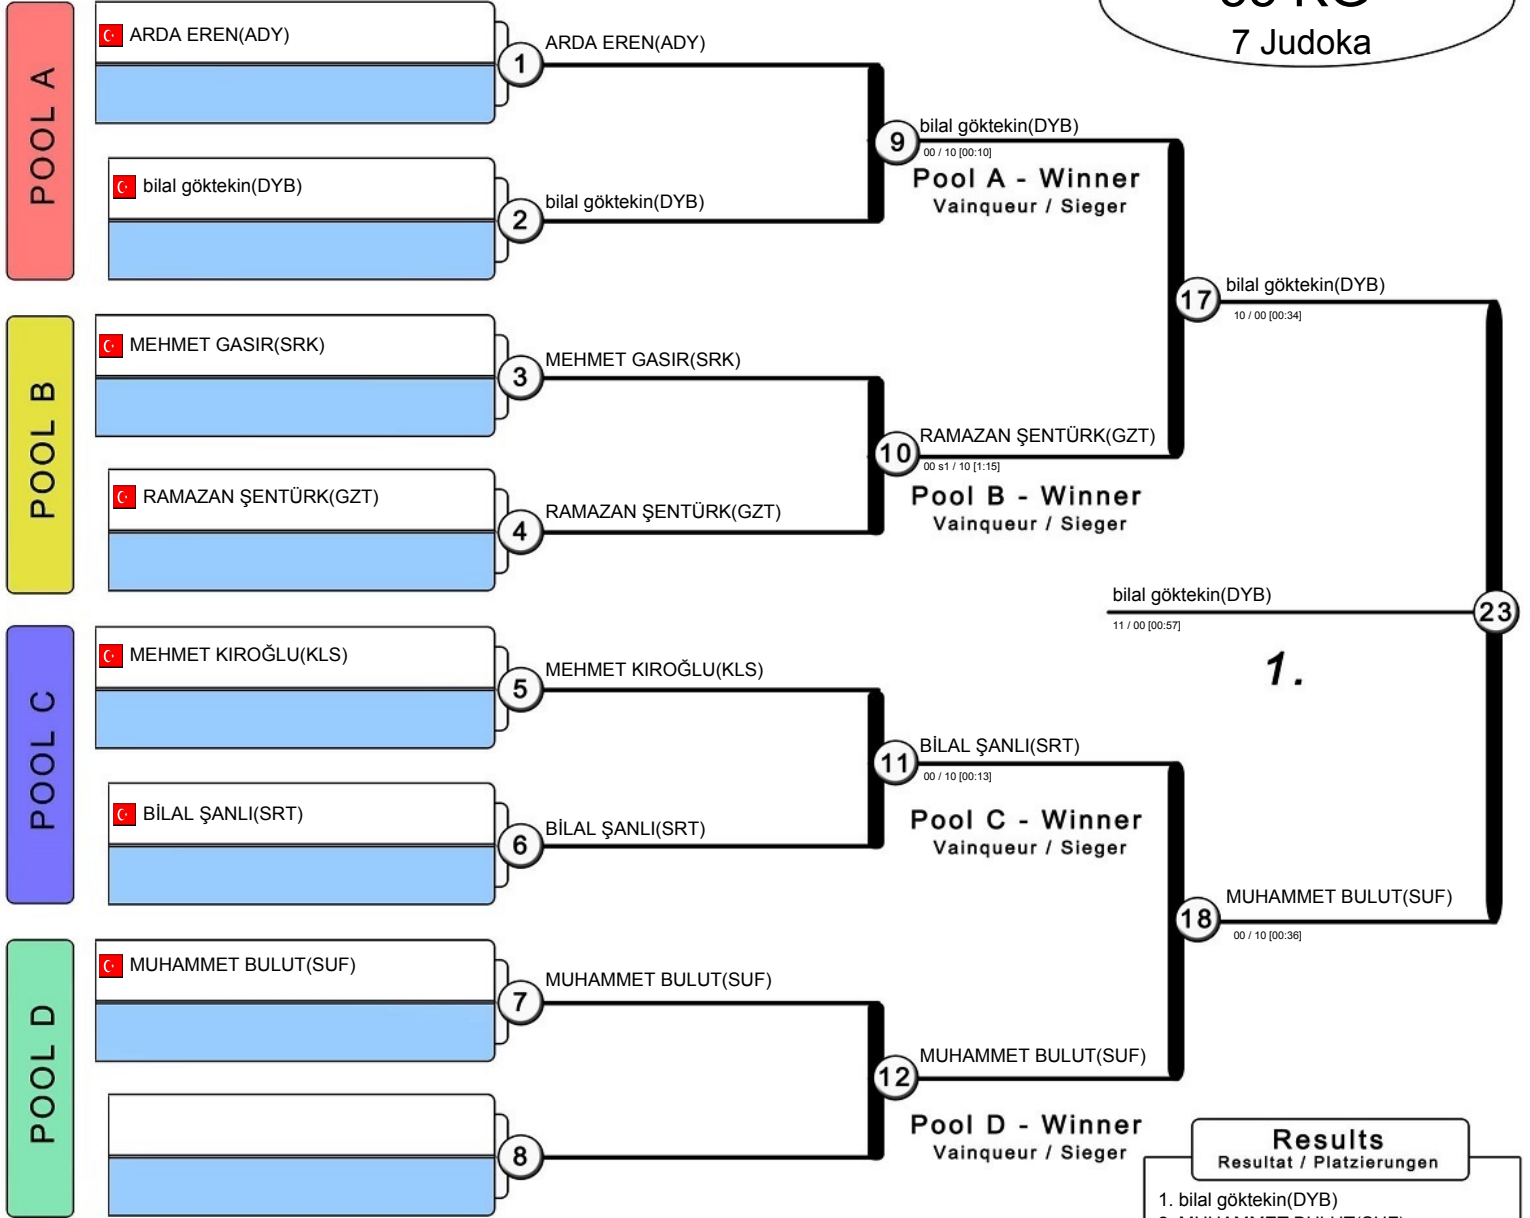 7 Judoka
POOL A
ARDA EREN(ADY)
1
ARDA EREN(ADY)
bilal göktekin(DYB)
2
bilal göktekin(DYB)
9
bilal göktekin(DYB)
00 / 10 [00:10]
Pool A - Winner
Vainqueur / Sieger
POOL B
MEHMET GASIR(SRK)
3
MEHMET GASIR(SRK)
RAMAZAN ŞENTÜRK(GZT)
4
RAMAZAN ŞENTÜRK(GZT)
10
RAMAZAN ŞENTÜRK(GZT)
00 s1 / 10 [1:15]
Pool B - Winner
Vainqueur / Sieger
17
bilal göktekin(DYB)
10 / 00 [00:34]
bilal göktekin(DYB)
11 / 00 [00:57]
23
1.
POOL C
MEHMET KIROĞLU(KLS)
5
MEHMET KIROĞLU(KLS)
BİLAL ŞANLI(SRT)
6
BİLAL ŞANLI(SRT)
11
BİLAL ŞANLI(SRT)
00 / 10 [00:13]
Pool C - Winner
Vainqueur / Sieger
18
MUHAMMET BULUT(SUF)
00 / 10 [00:36]
POOL D
MUHAMMET BULUT(SUF)
7
MUHAMMET BULUT(SUF)
8
12
MUHAMMET BULUT(SUF)
Pool D - Winner
Vainqueur / Sieger
Results
Resultat / Platzierungen
1. bilal göktekin(DYB)